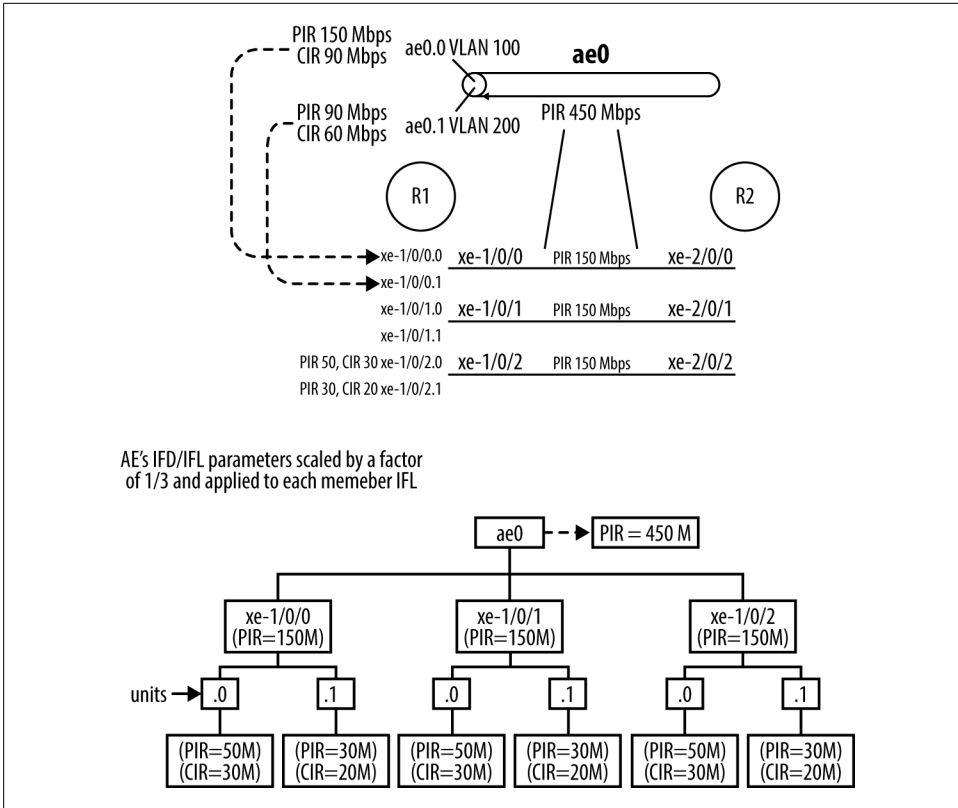 PIR 150 Mbps
CIR 90 Mbps
ae0.0 VLAN 100
ae0
PIR 90 Mbps
CIR 60 Mbps
ae0.1 VLAN 200
PIR 450 Mbps
R1
R2
xe-1/0/0.0
xe-1/0/0
PIR 150 Mbps
xe-2/0/0
xe-1/0/0.1
xe-1/0/1.0
xe-1/0/1
PIR 150 Mbps
xe-2/0/1
xe-1/0/1.1
PIR 50, CIR 30 xe-1/0/2.0
xe-1/0/2
PIR 150 Mbps
xe-2/0/2
PIR 30, CIR 20 xe-1/0/2.1
AE's IFD/IFL parameters scaled by a factor
of 1/3 and applied to each memeber IFL
ae0
PIR = 450 M
xe-1/0/0
(PIR=150M)
xe-1/0/1
(PIR=150M)
xe-1/0/2
(PIR=150M)
units
.0
.1
.0
.1
.0
.1
(PIR=50M)
(CIR=30M)
(PIR=30M)
(CIR=20M)
(PIR=50M)
(CIR=30M)
(PIR=30M)
(CIR=20M)
(PIR=50M)
(CIR=30M)
(PIR=30M)
(CIR=20M)